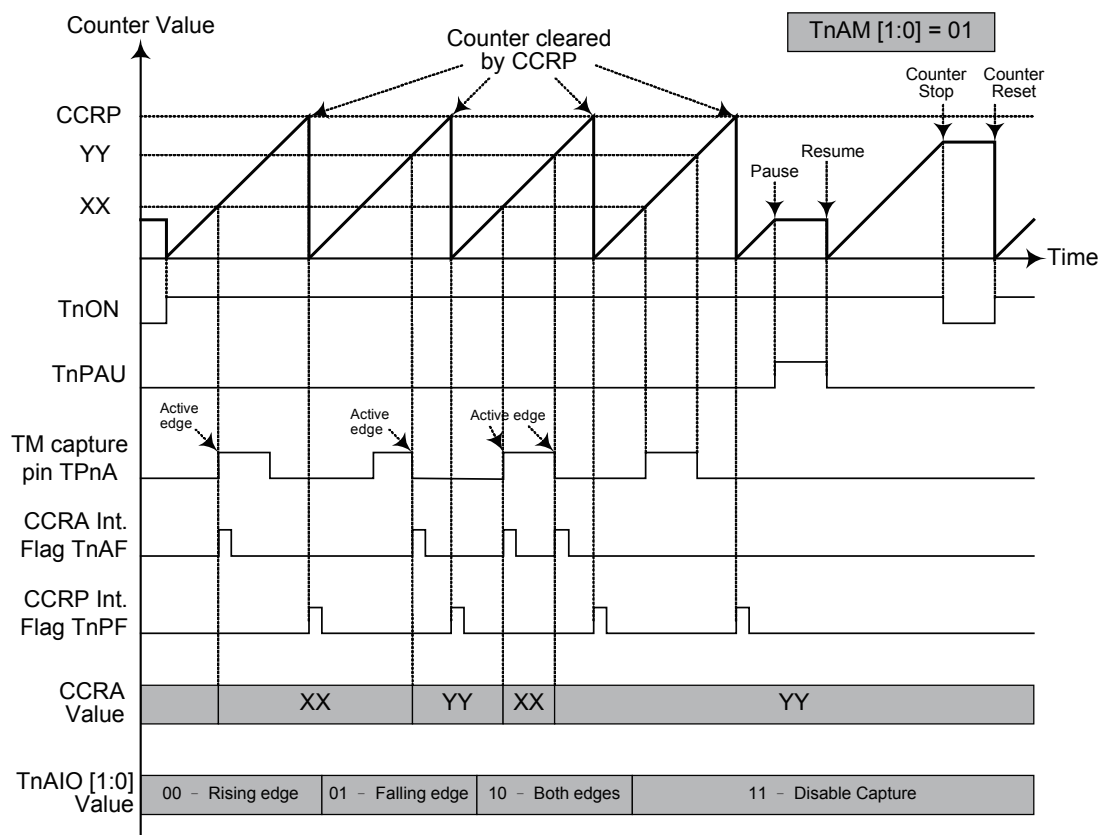 Counter Value
TnAM [1:0] = 01
Counter cleared
by CCRP
Counter
Stop
Counter
Reset
CCRP
YY
XX
Pause
Resume
Time
TnON
TnPAU
Active
edge
Active
edge
Active edge
TM capture
pin TPnA
CCRA Int.
Flag TnAF
CCRP Int.
Flag TnPF
CCRA
Value
XX
YY
XX
YY
TnAIO [1:0]
Value
00 – Rising edge
01 – Falling edge
10 – Both edges
11 – Disable Capture